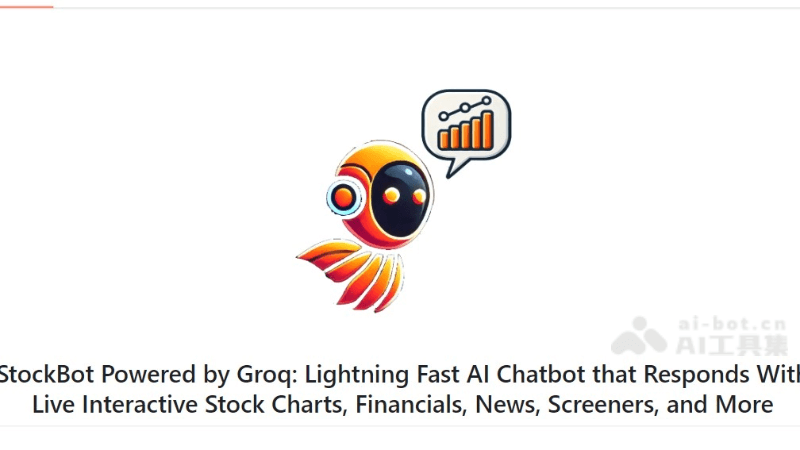 ai-bot.cn
AI工具集
StockBot Powered by Groq: Lightning Fast AI Chatbot that Responds With
Live Interactive Stock Charts, Financials, News, Screeners, and More